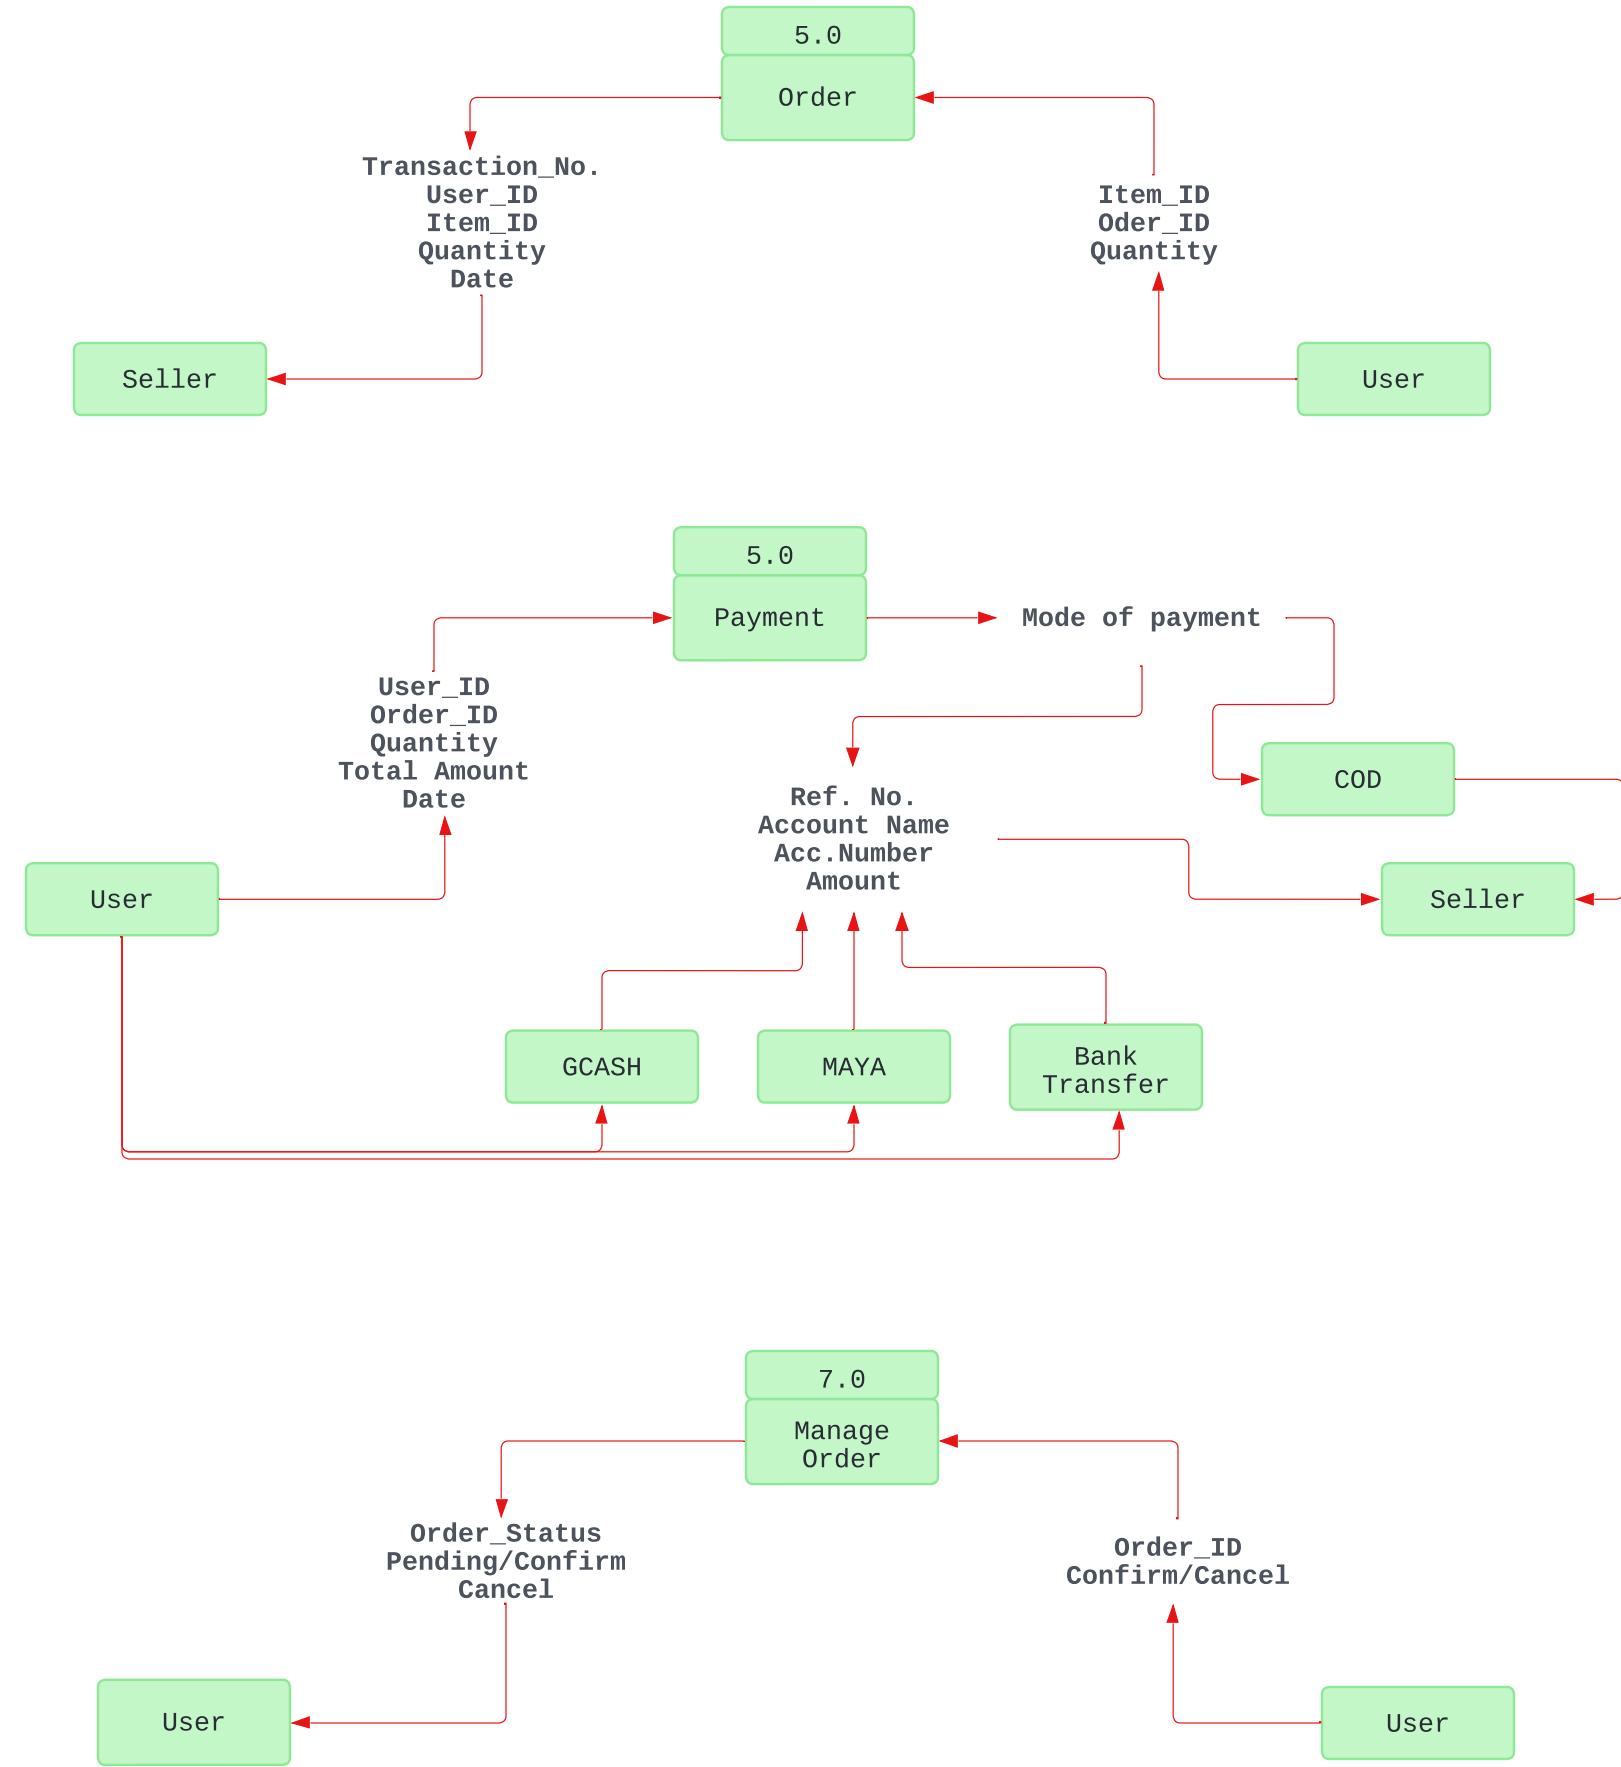 5.0
Order
Transaction_No.
User_ID
Item_ID
Quantity
Date
Item_ID
Oder_ID
Quantity
Seller
User
5.0
Payment
Mode of payment
User_ID
Order_ID
Quantity
Total Amount
Date
COD
Ref. No.
Account Name
Acc.Number
Amount
User
Seller
GCASH
MAYA
Bank
Transfer
7.0
Manage
Order
Order_Status
Pending/Confirm
Cancel
Order_ID
Confirm/Cancel
User
User